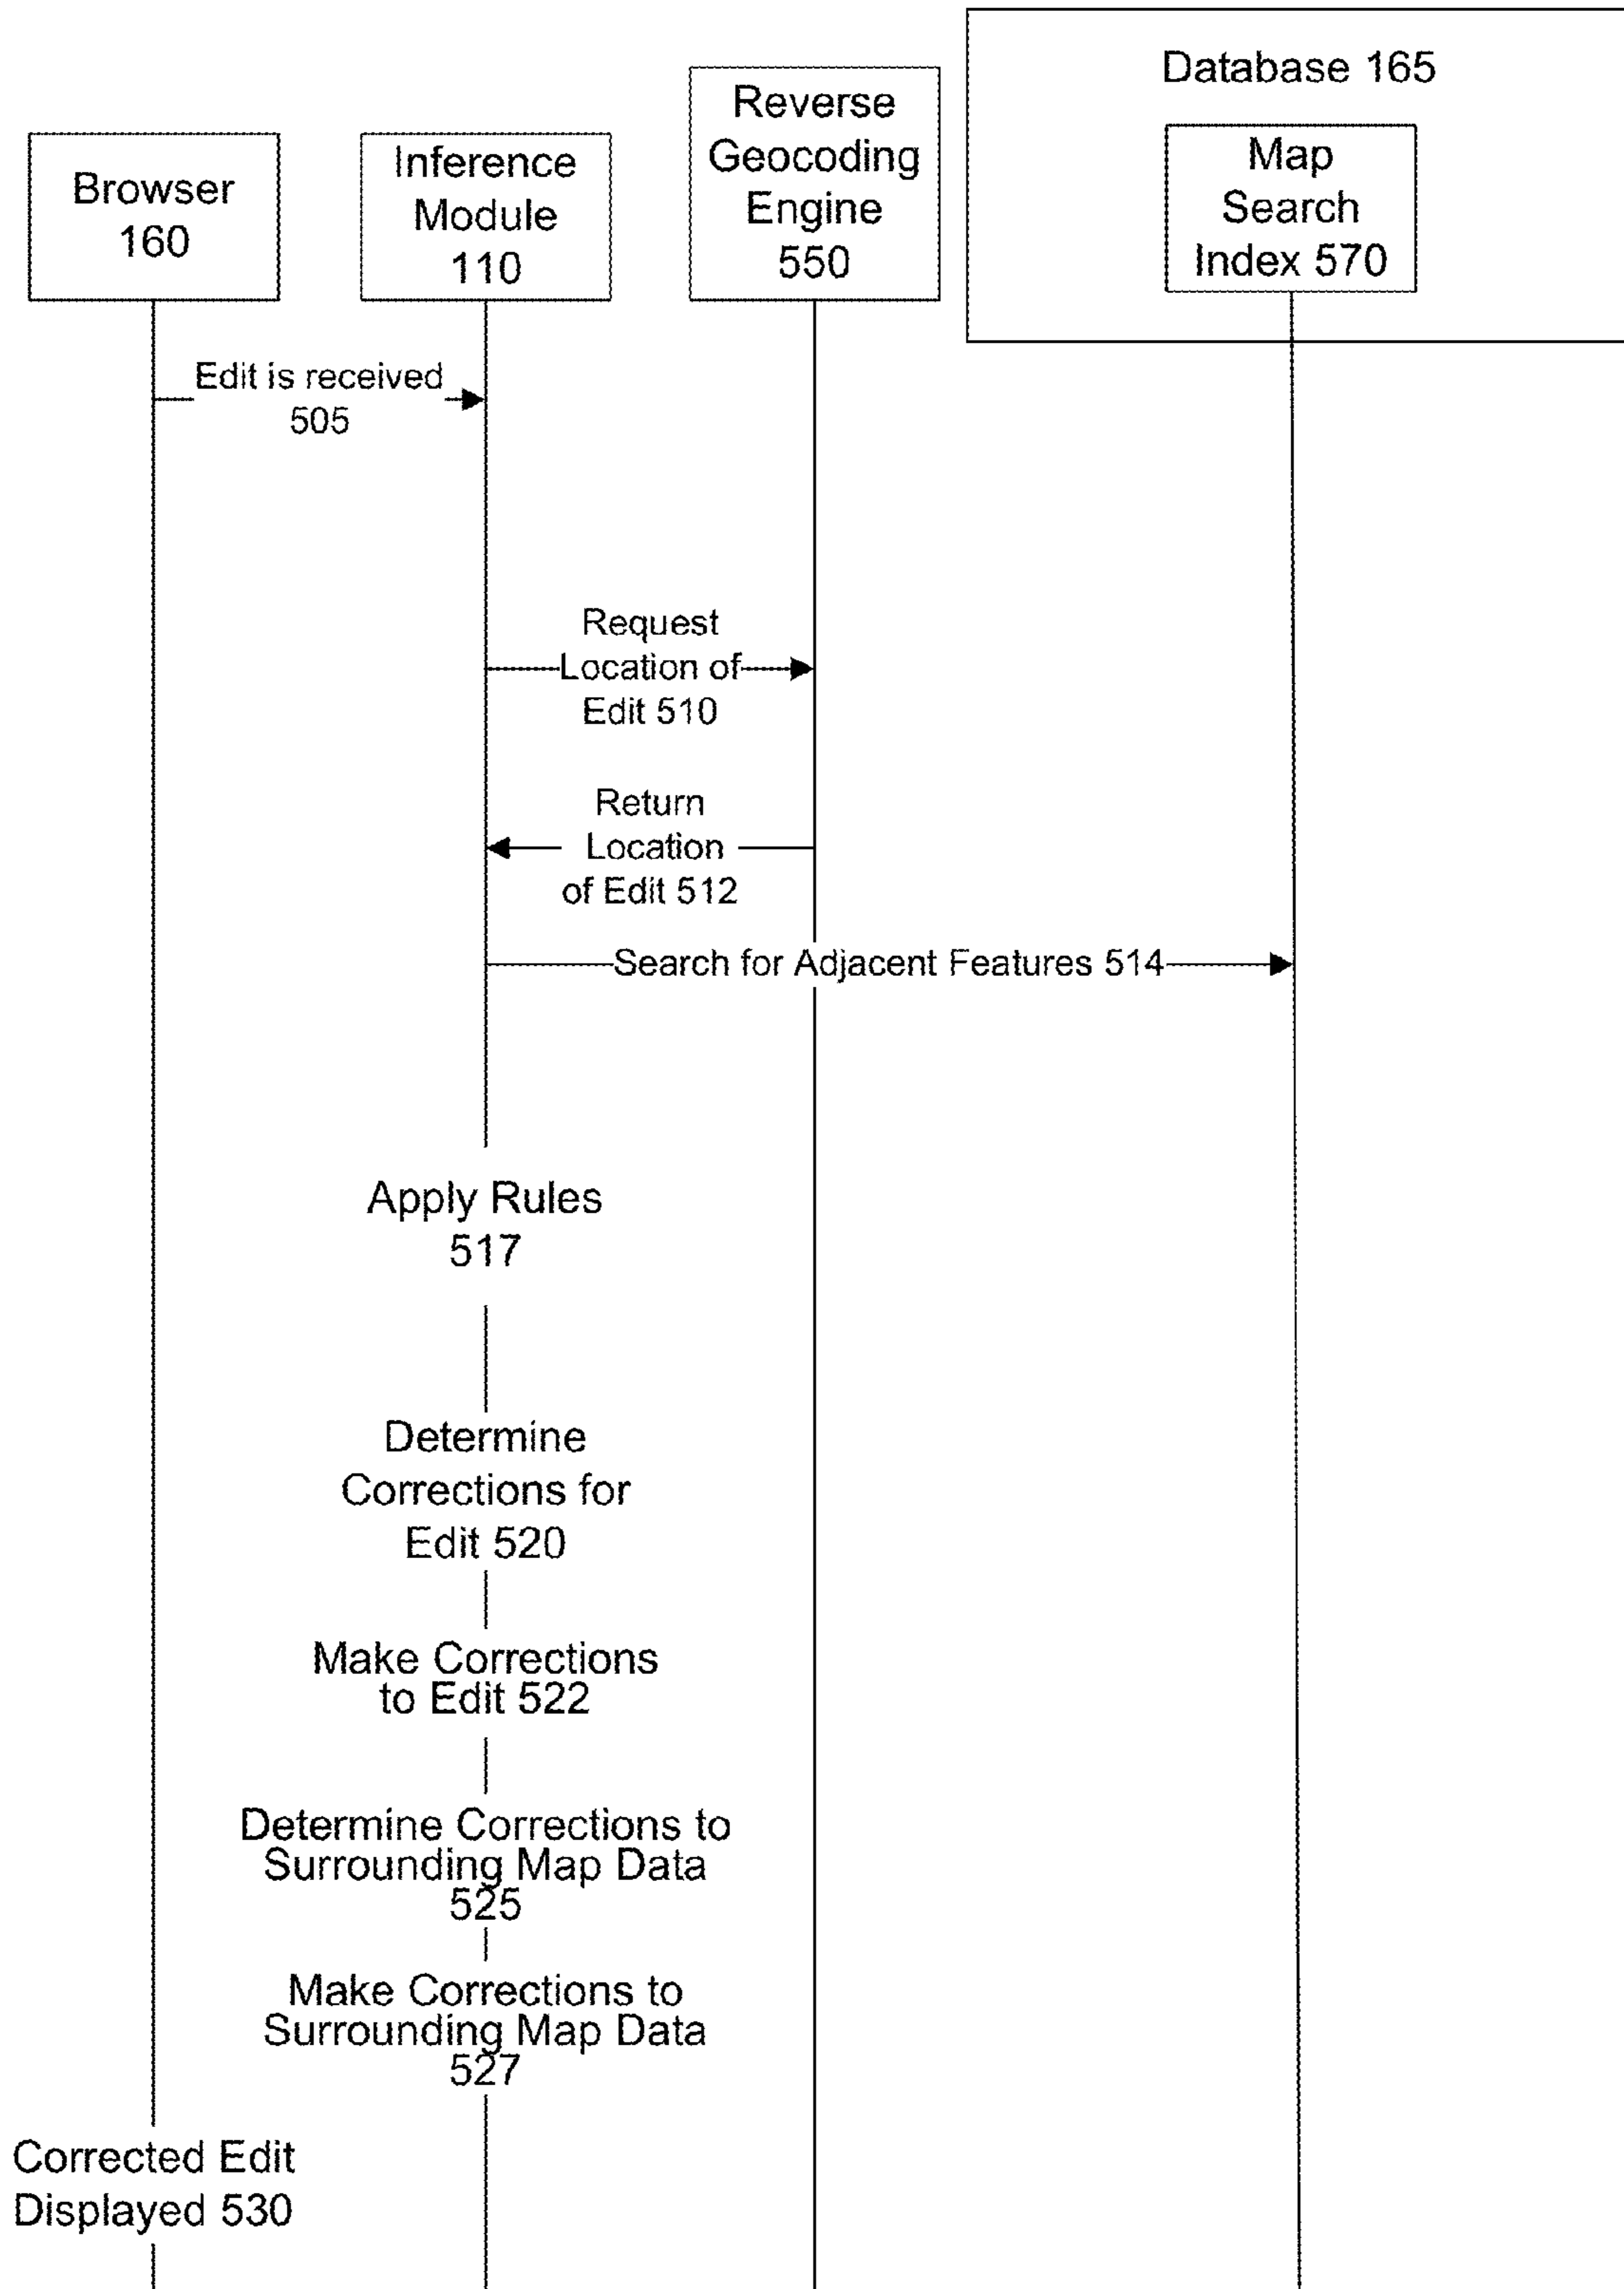 Database 165
Reverse
Geocoding
Engine
550
Browser
160
Inference
Module
110
Map
Search
Index 570
Edit is received
505
Request
Location of
Edit 510
Return
Location
of Edit 512
Search for Adjacent Features 514
Apply Rules
517
Determine
Corrections for
Edit 520
Make Corrections
to Edit 522
Determine Corrections to
Surrounding Map Data
525
Make Corrections to
Surrounding Map Data
527
Corrected Edit
Displayed 530